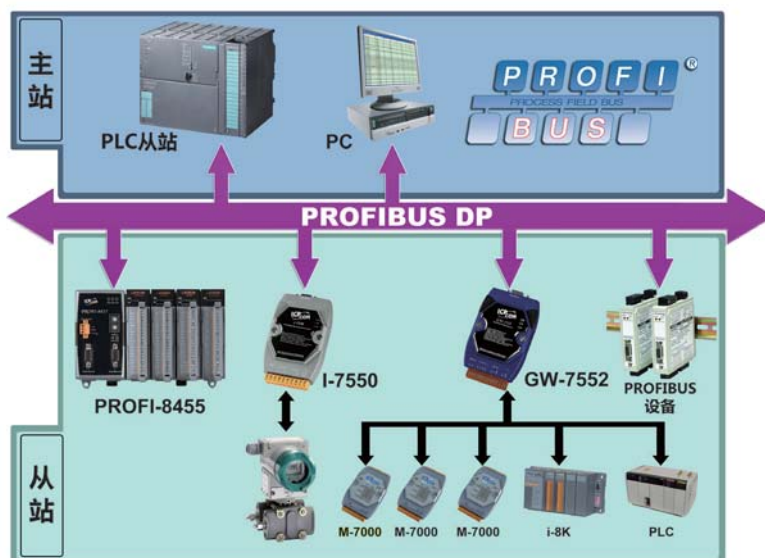 主站
PLC从站
PC
PROFI®
PROCESS FIELD BUS
BUS
PROFIBUS DP
PROFI-8455
I-7550
GW-7552
PROFIBUS
设备
从站
M-7000
M-7000
M-7000
i-8K
PLC